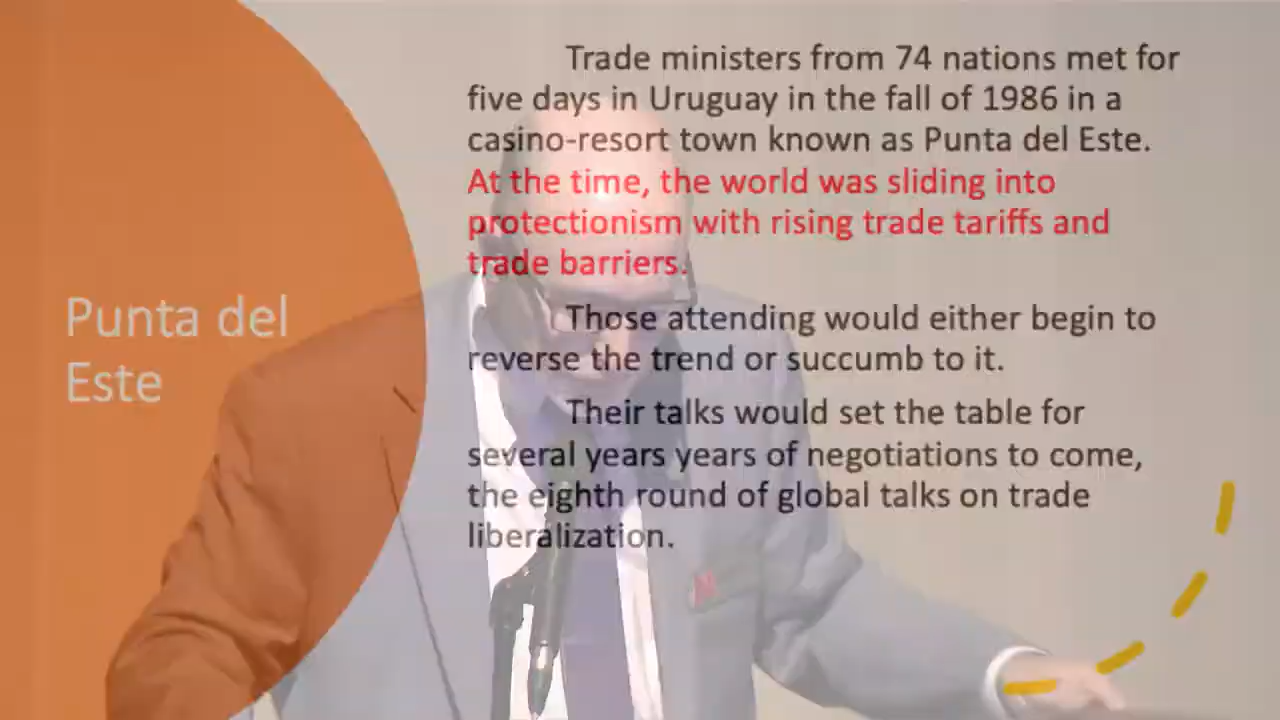 Punta del
Este
Trade ministers from 74 nations met for
five days in Uruguay in the fall of 1986 in a
casino-resort town known as Punta del Este.
At the time, the world was sliding into
protectionism with rising trade tariffs and
trade barriers.
Those attending would either begin to
reverse the trend or succumb to it.
Their talks would set the table for
several years years of negotiations to come,
the eighth round of global talks on trade
liberalization.